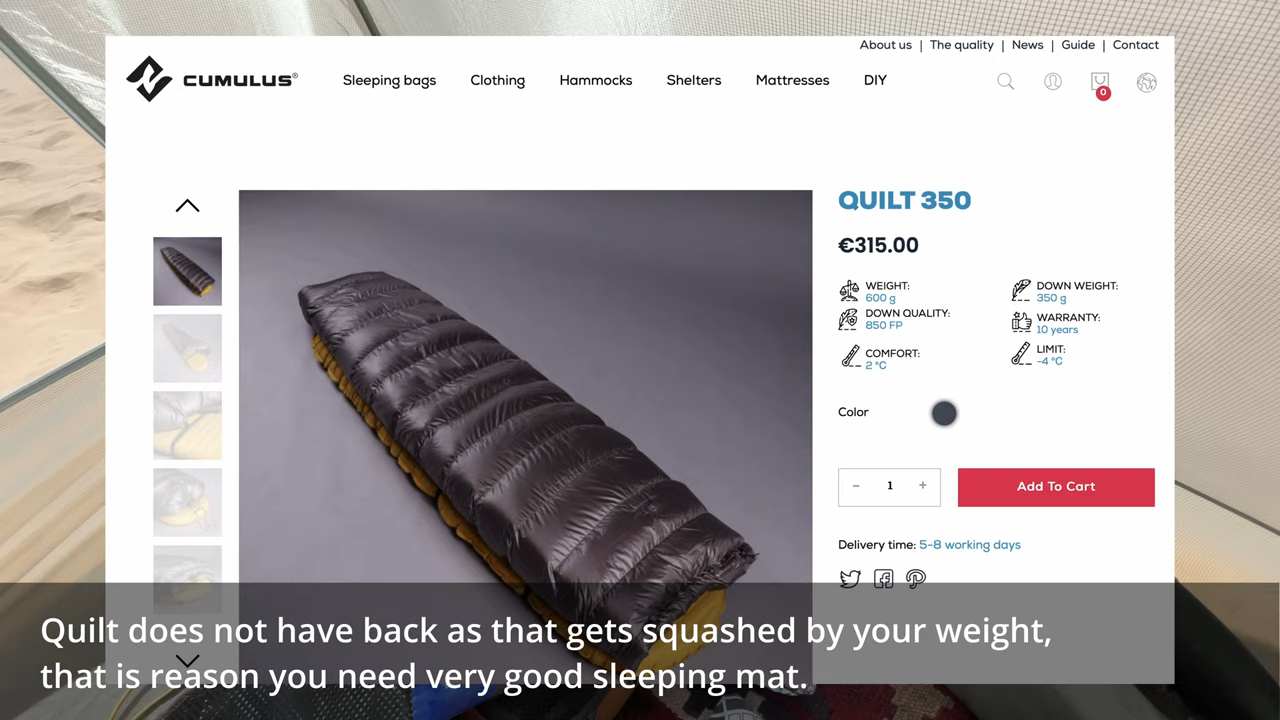 About us | The quality | News | Guide | Contact
CUMULUS®
Sleeping bags Clothing Hammocks Shelters Mattresses DIY
0
QUILT 350
€315.00
WEIGHT:
600 g
DOWN WEIGHT:
350 g
DOWN QUALITY:
850 FP
WARRANTY:
10 years
COMFORT:
2 °C
LIMIT:
-4 °C
Color
− 1 +
Add To Cart
Delivery time: 5-8 working days
Quilt does not have back as that gets squashed by your weight,
that is reason you need very good sleeping mat.